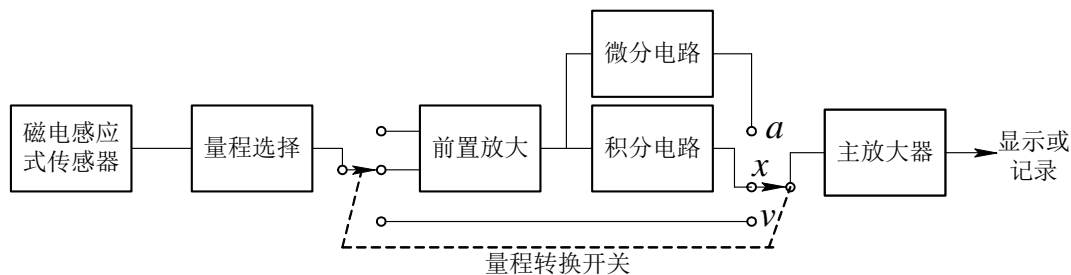 微分电路
磁电感应
式传感器
量程选择
前置放大
积分电路
a
x
v
主放大器
显示或
记录
量程转换开关